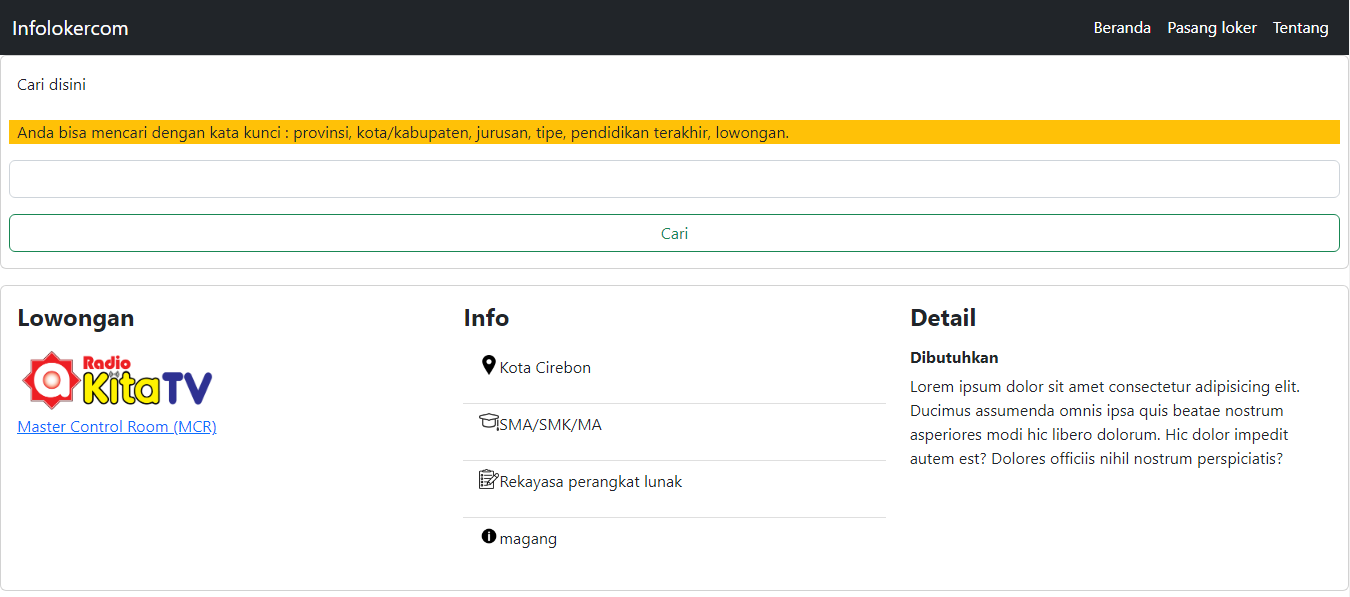 Infolokercom
Beranda Pasang loker Tentang
Cari disini
Anda bisa mencari dengan kata kunci : provinsi, kota/kabupaten, jurusan, tipe, pendidikan terakhir, lowongan.
Cari
Lowongan
Radio
KitaTV
Master Control Room (MCR)
Info
Kota Cirebon
SMA/SMK/MA
Rekayasa perangkat lunak
magang
Detail
Dibutuhkan
Lorem ipsum dolor sit amet consectetur adipisicing elit.
Ducimus assumenda omnis ipsa quis beatae nostrum
asperiores modi hic libero dolorum. Hic dolor impedit
autem est? Dolores officiis nihil nostrum perspiciatis?